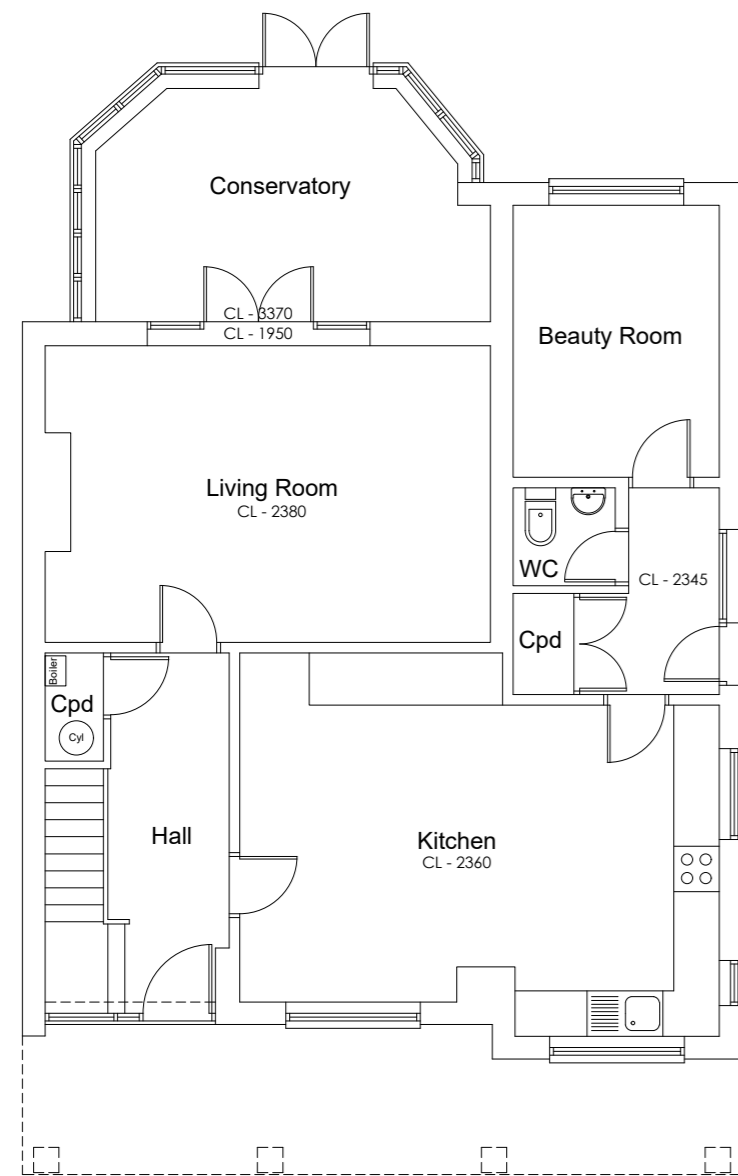 Conservatory
CL - 3370
CL - 1950
Beauty Room
Living Room
CL - 2380
WC
CL - 2345
Cpd
Boiler
Cpd
Cyl
Hall
Kitchen
CL - 2360